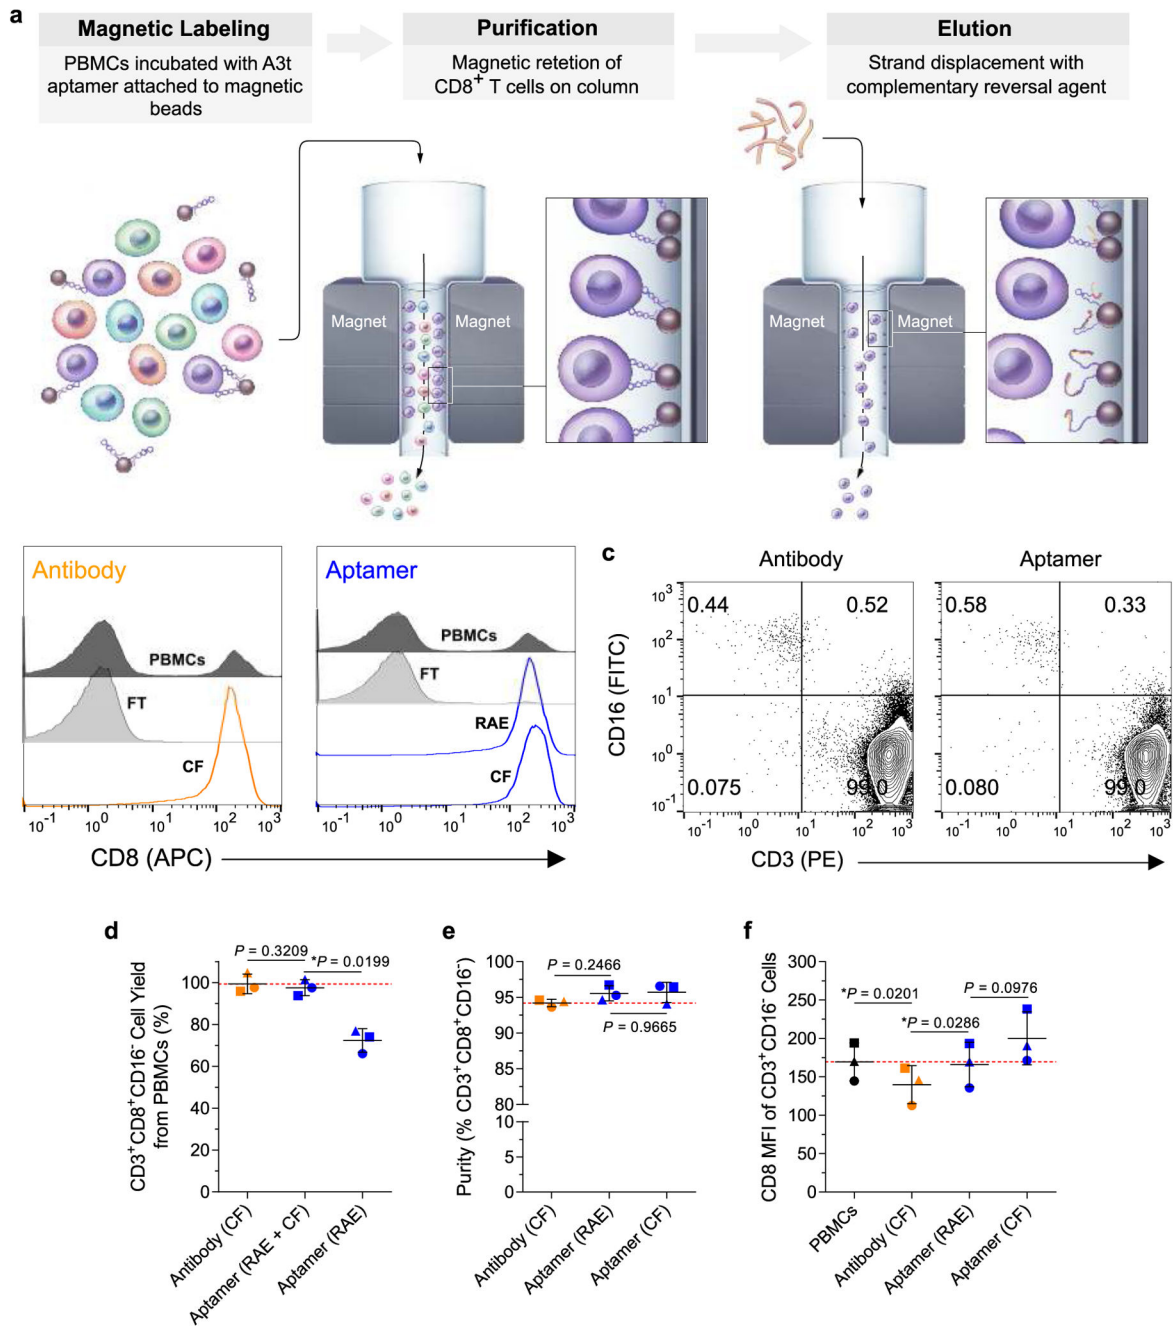 a
Magnetic Labeling
PBMCs incubated with A3t
aptamer attached to magnetic
beads
Purification
Magnetic retetion of
CD8+ T cells on column
Elution
Strand displacement with
complementary reversal agent
Magnet
Magnet
Magnet
Magnet
Antibody
PBMCs
FT
CF
10-1
100
101
102
103
Aptamer
PBMCs
FT
RAE
CF
10-1
100
101
102
103
CD8 (APC)
c
Antibody
Aptamer
CD16 (FITC)
103
102
101
100
10-1
0.44
0.52
0.075
99.0
0.58
0.33
0.080
99.0
10-1
100
101
102
103
10-1
100
101
102
103
CD3 (PE)
d
CD3+CD8+CD16- Cell Yield
from PBMCs (%)
100
80
60
40
20
0
P = 0.3209
*P = 0.0199
Antibody (CF)
Aptamer (RAE + CF)
Aptamer (RAE)
e
Purity (% CD3+CD8+CD16-)
100
95
90
85
80
10
5
0
P = 0.2466
P = 0.9665
Antibody (CF)
Aptamer (RAE)
Aptamer (CF)
f
CD8 MFI of CD3+CD16- Cells
300
250
200
150
100
50
0
*P = 0.0201
*P = 0.0286
P = 0.0976
PBMCs
Antibody (CF)
Aptamer (RAE)
Aptamer (CF)